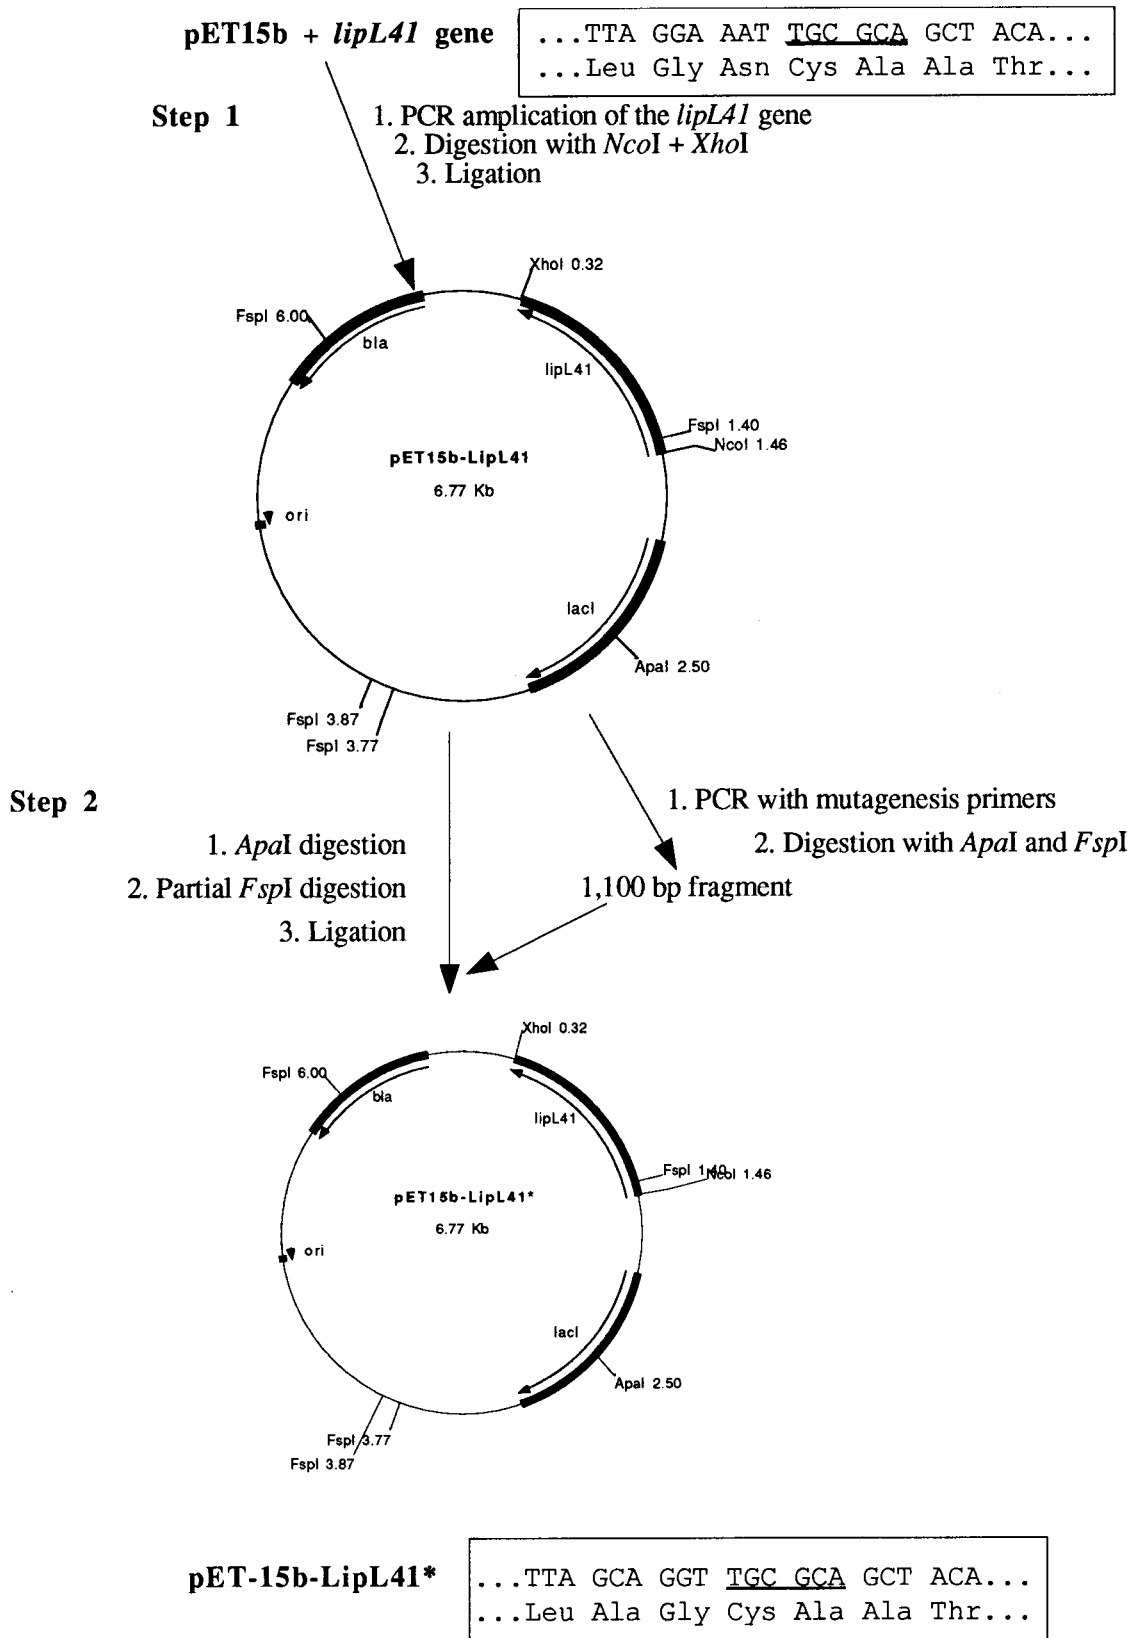 pET15b + lipL41 gene
...TTA GGA AAT TGC GCA GCT ACA...
...Leu Gly Asn Cys Ala Ala Thr...
Step 1
1. PCR amplication of the lipL41 gene
2. Digestion with NcoI + XhoI
3. Ligation
XhoI 0.32
FspI 6.00
bla
lipL41
FspI 1.40
NcoI 1.46
pET15b-LipL41
6.77 Kb
ori
lacI
ApaI 2.50
FspI 3.87
FspI 3.77
Step 2
1. PCR with mutagenesis primers
2. Digestion with ApaI and FspI
1. ApaI digestion
2. Partial FspI digestion
3. Ligation
1,100 bp fragment
XhoI 0.32
FspI 6.00
bla
lipL41
FspI 1.40
NcoI 1.46
pET15b-LipL41*
6.77 Kb
ori
lacI
ApaI 2.50
FspI 3.77
FspI 3.87
pET-15b-LipL41*
...TTA GCA GGT TGC GCA GCT ACA...
...Leu Ala Gly Cys Ala Ala Thr...